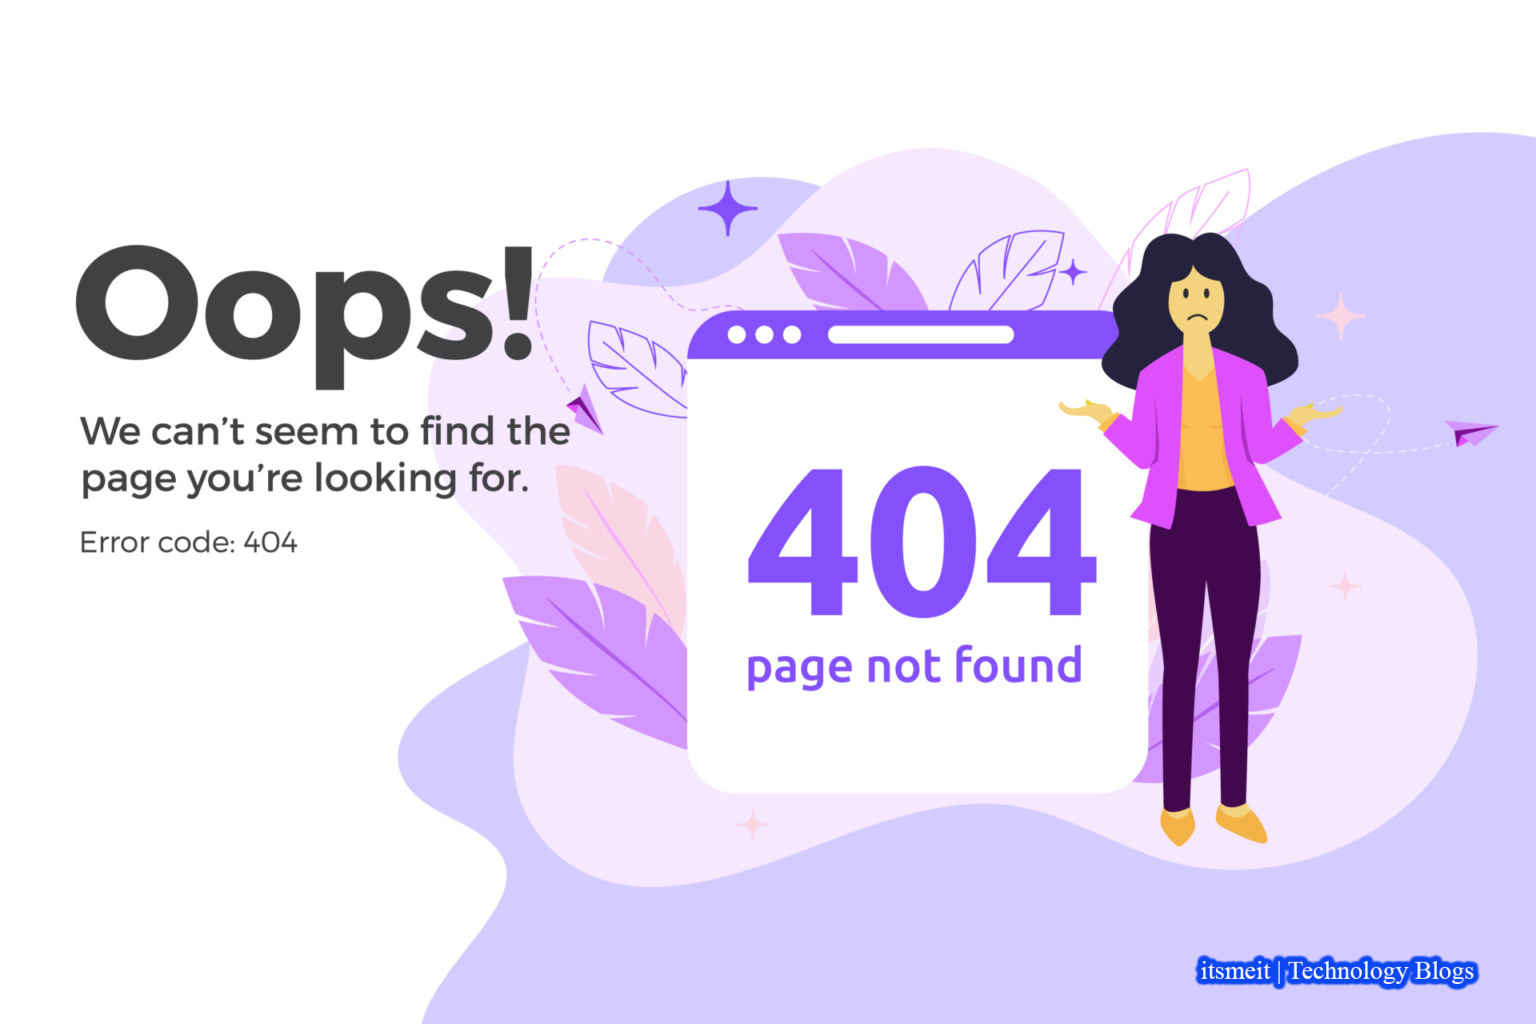 Oops!
We can’t seem to find the
page you’re looking for.
Error code: 404
404
page not found
itsmeit | Technology Blogs